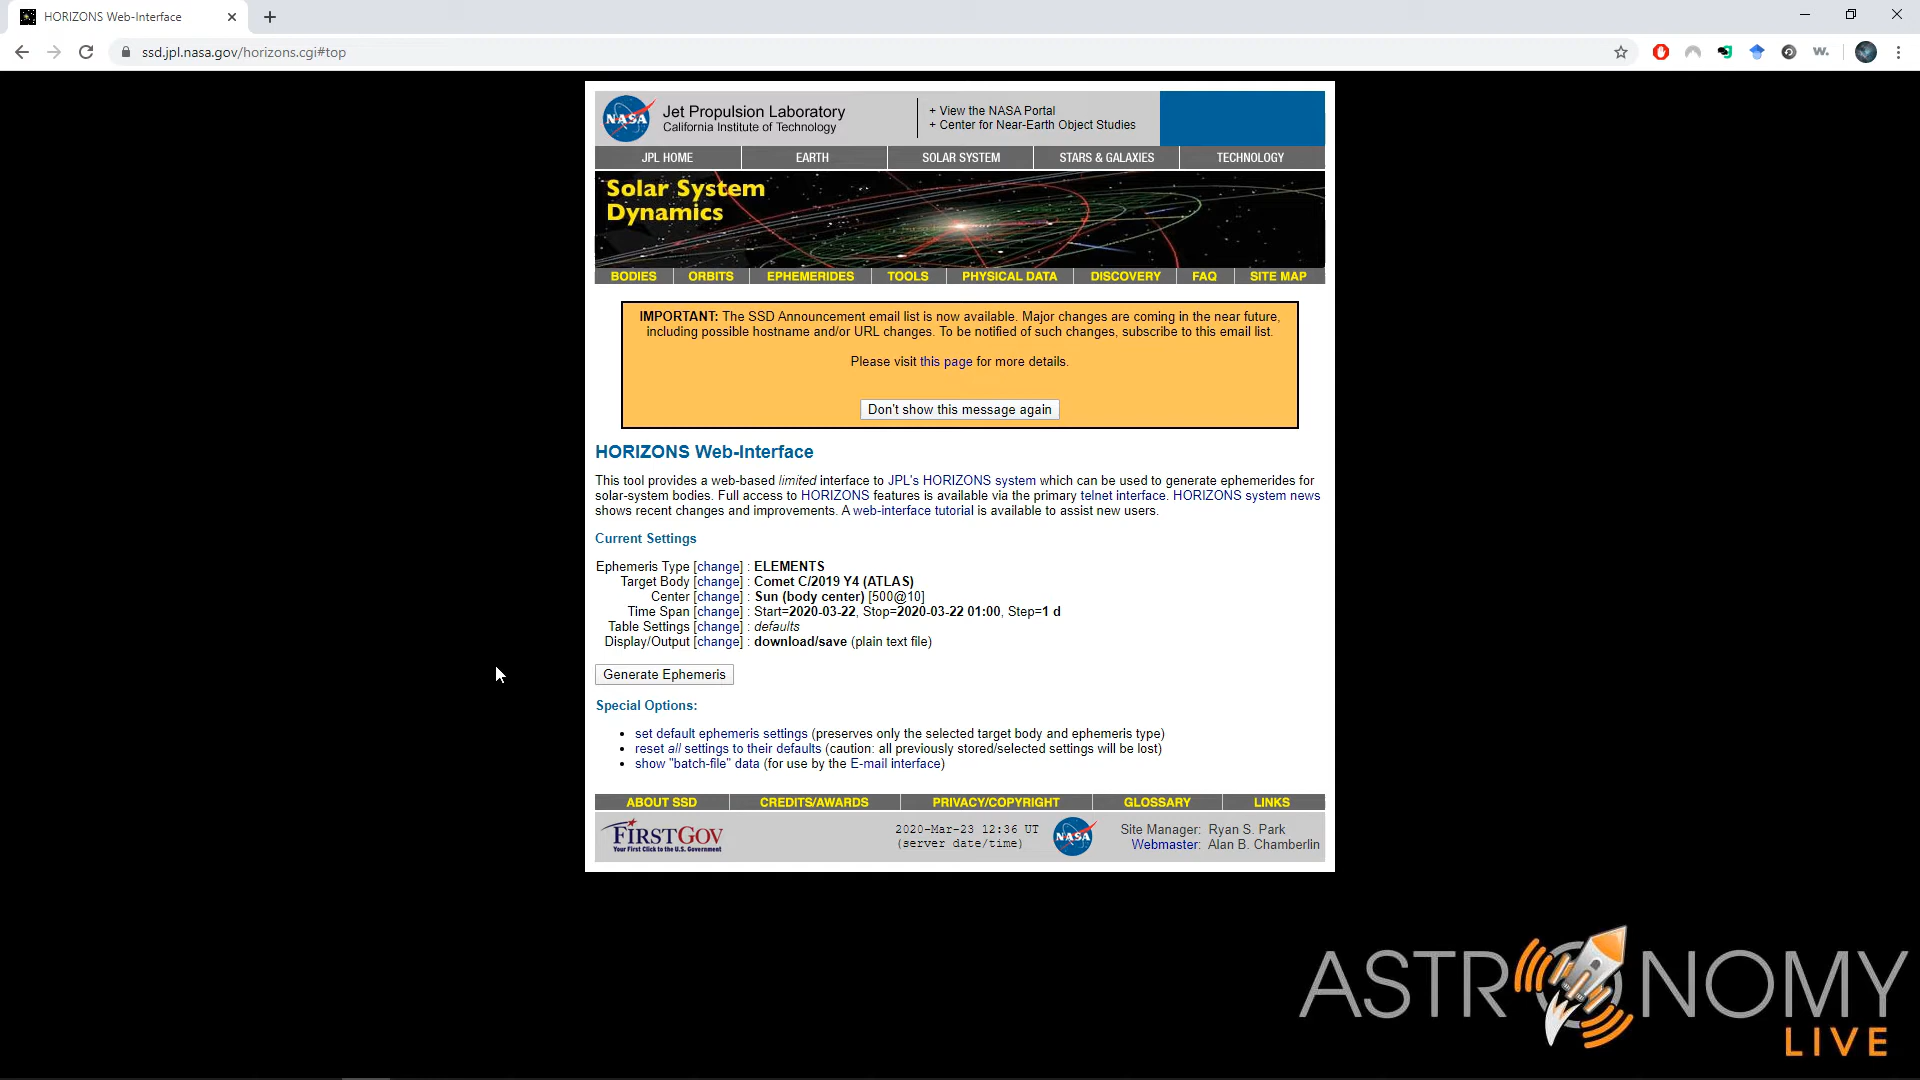 HORIZONS Web-Interface
ssd.jpl.nasa.gov/horizons.cgi#top
w.
NASA
Jet Propulsion Laboratory
California Institute of Technology
+ View the NASA Portal
+ Center for Near-Earth Object Studies
JPL HOME EARTH SOLAR SYSTEM STARS & GALAXIES TECHNOLOGY
Solar System
Dynamics
BODIES ORBITS EPHEMERIDES TOOLS PHYSICAL DATA DISCOVERY FAQ SITE MAP
IMPORTANT: The SSD Announcement email list is now available. Major changes are coming in the near future,
including possible hostname and/or URL changes. To be notified of such changes, subscribe to this email list.
Please visit this page for more details.
Don't show this message again
HORIZONS Web-Interface
This tool provides a web-based limited interface to JPL's HORIZONS system which can be used to generate ephemerides for
solar-system bodies. Full access to HORIZONS features is available via the primary telnet interface. HORIZONS system news
shows recent changes and improvements. A web-interface tutorial is available to assist new users.
Current Settings
Ephemeris Type [change] : ELEMENTS
Target Body [change] : Comet C/2019 Y4 (ATLAS)
Center [change] : Sun (body center) [500@10]
Time Span [change] : Start=2020-03-22, Stop=2020-03-22 01:00, Step=1 d
Table Settings [change] : defaults
Display/Output [change] : download/save (plain text file)
Generate Ephemeris
Special Options:
• set default ephemeris settings (preserves only the selected target body and ephemeris type)
• reset all settings to their defaults (caution: all previously stored/selected settings will be lost)
• show "batch-file" data (for use by the E-mail interface)
ABOUT SSD CREDITS/AWARDS PRIVACY/COPYRIGHT GLOSSARY LINKS
FIRSTGOV
Your First Click to the U.S. Government
2020-Mar-23 12:36 UT
(server date/time)
NASA
Site Manager: Ryan S. Park
Webmaster: Alan B. Chamberlin
ASTRONOMY
LIVE